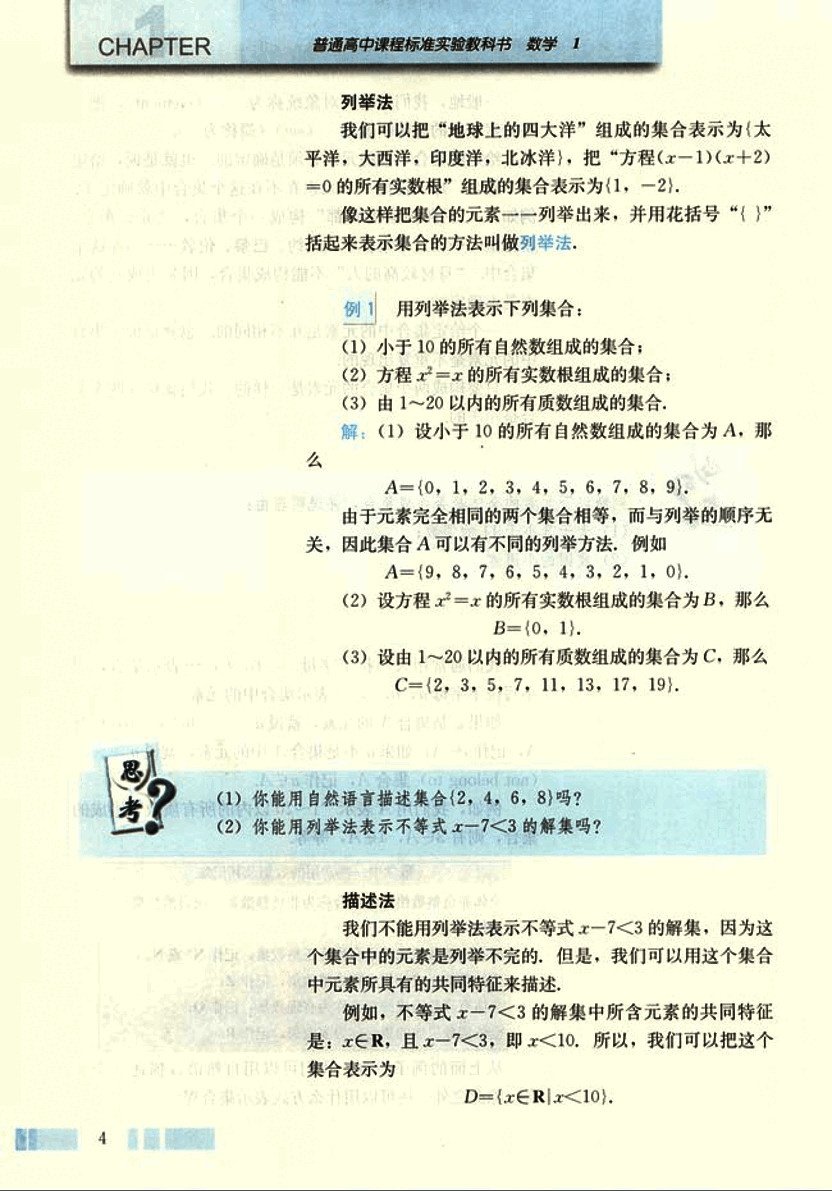 1
CHAPTER
普通高中课程标准实验教科书 数学 1
列举法
我们可以把“地球上的四大洋”组成的集合表示为{太
平洋，大西洋，印度洋，北冰洋}，把“方程(x－1)(x＋2)
＝0 的所有实数根”组成的集合表示为{1，－2}．
像这样把集合的元素一一列举出来，并用花括号“{ }”
括起来表示集合的方法叫做列举法．
例 1 用列举法表示下列集合：
(1) 小于 10 的所有自然数组成的集合；
(2) 方程 x²＝x 的所有实数根组成的集合；
(3) 由 1～20 以内的所有质数组成的集合．
解：(1) 设小于 10 的所有自然数组成的集合为 A，那
么
A＝{0，1，2，3，4，5，6，7，8，9}．
由于元素完全相同的两个集合相等，而与列举的顺序无
关，因此集合 A 可以有不同的列举方法．例如
A＝{9，8，7，6，5，4，3，2，1，0}．
(2) 设方程 x²＝x 的所有实数根组成的集合为 B，那么
B＝{0，1}．
(3) 设由 1～20 以内的所有质数组成的集合为 C，那么
C＝{2，3，5，7，11，13，17，19}．
思考？
(1) 你能用自然语言描述集合{2，4，6，8}吗？
(2) 你能用列举法表示不等式 x－7＜3 的解集吗？
描述法
我们不能用列举法表示不等式 x－7＜3 的解集，因为这
个集合中的元素是列举不完的．但是，我们可以用这个集合
中元素所具有的共同特征来描述．
例如，不等式 x－7＜3 的解集中所含元素的共同特征
是：x∈R，且 x－7＜3，即 x＜10．所以，我们可以把这个
集合表示为
D＝{x∈R|x＜10}．
4